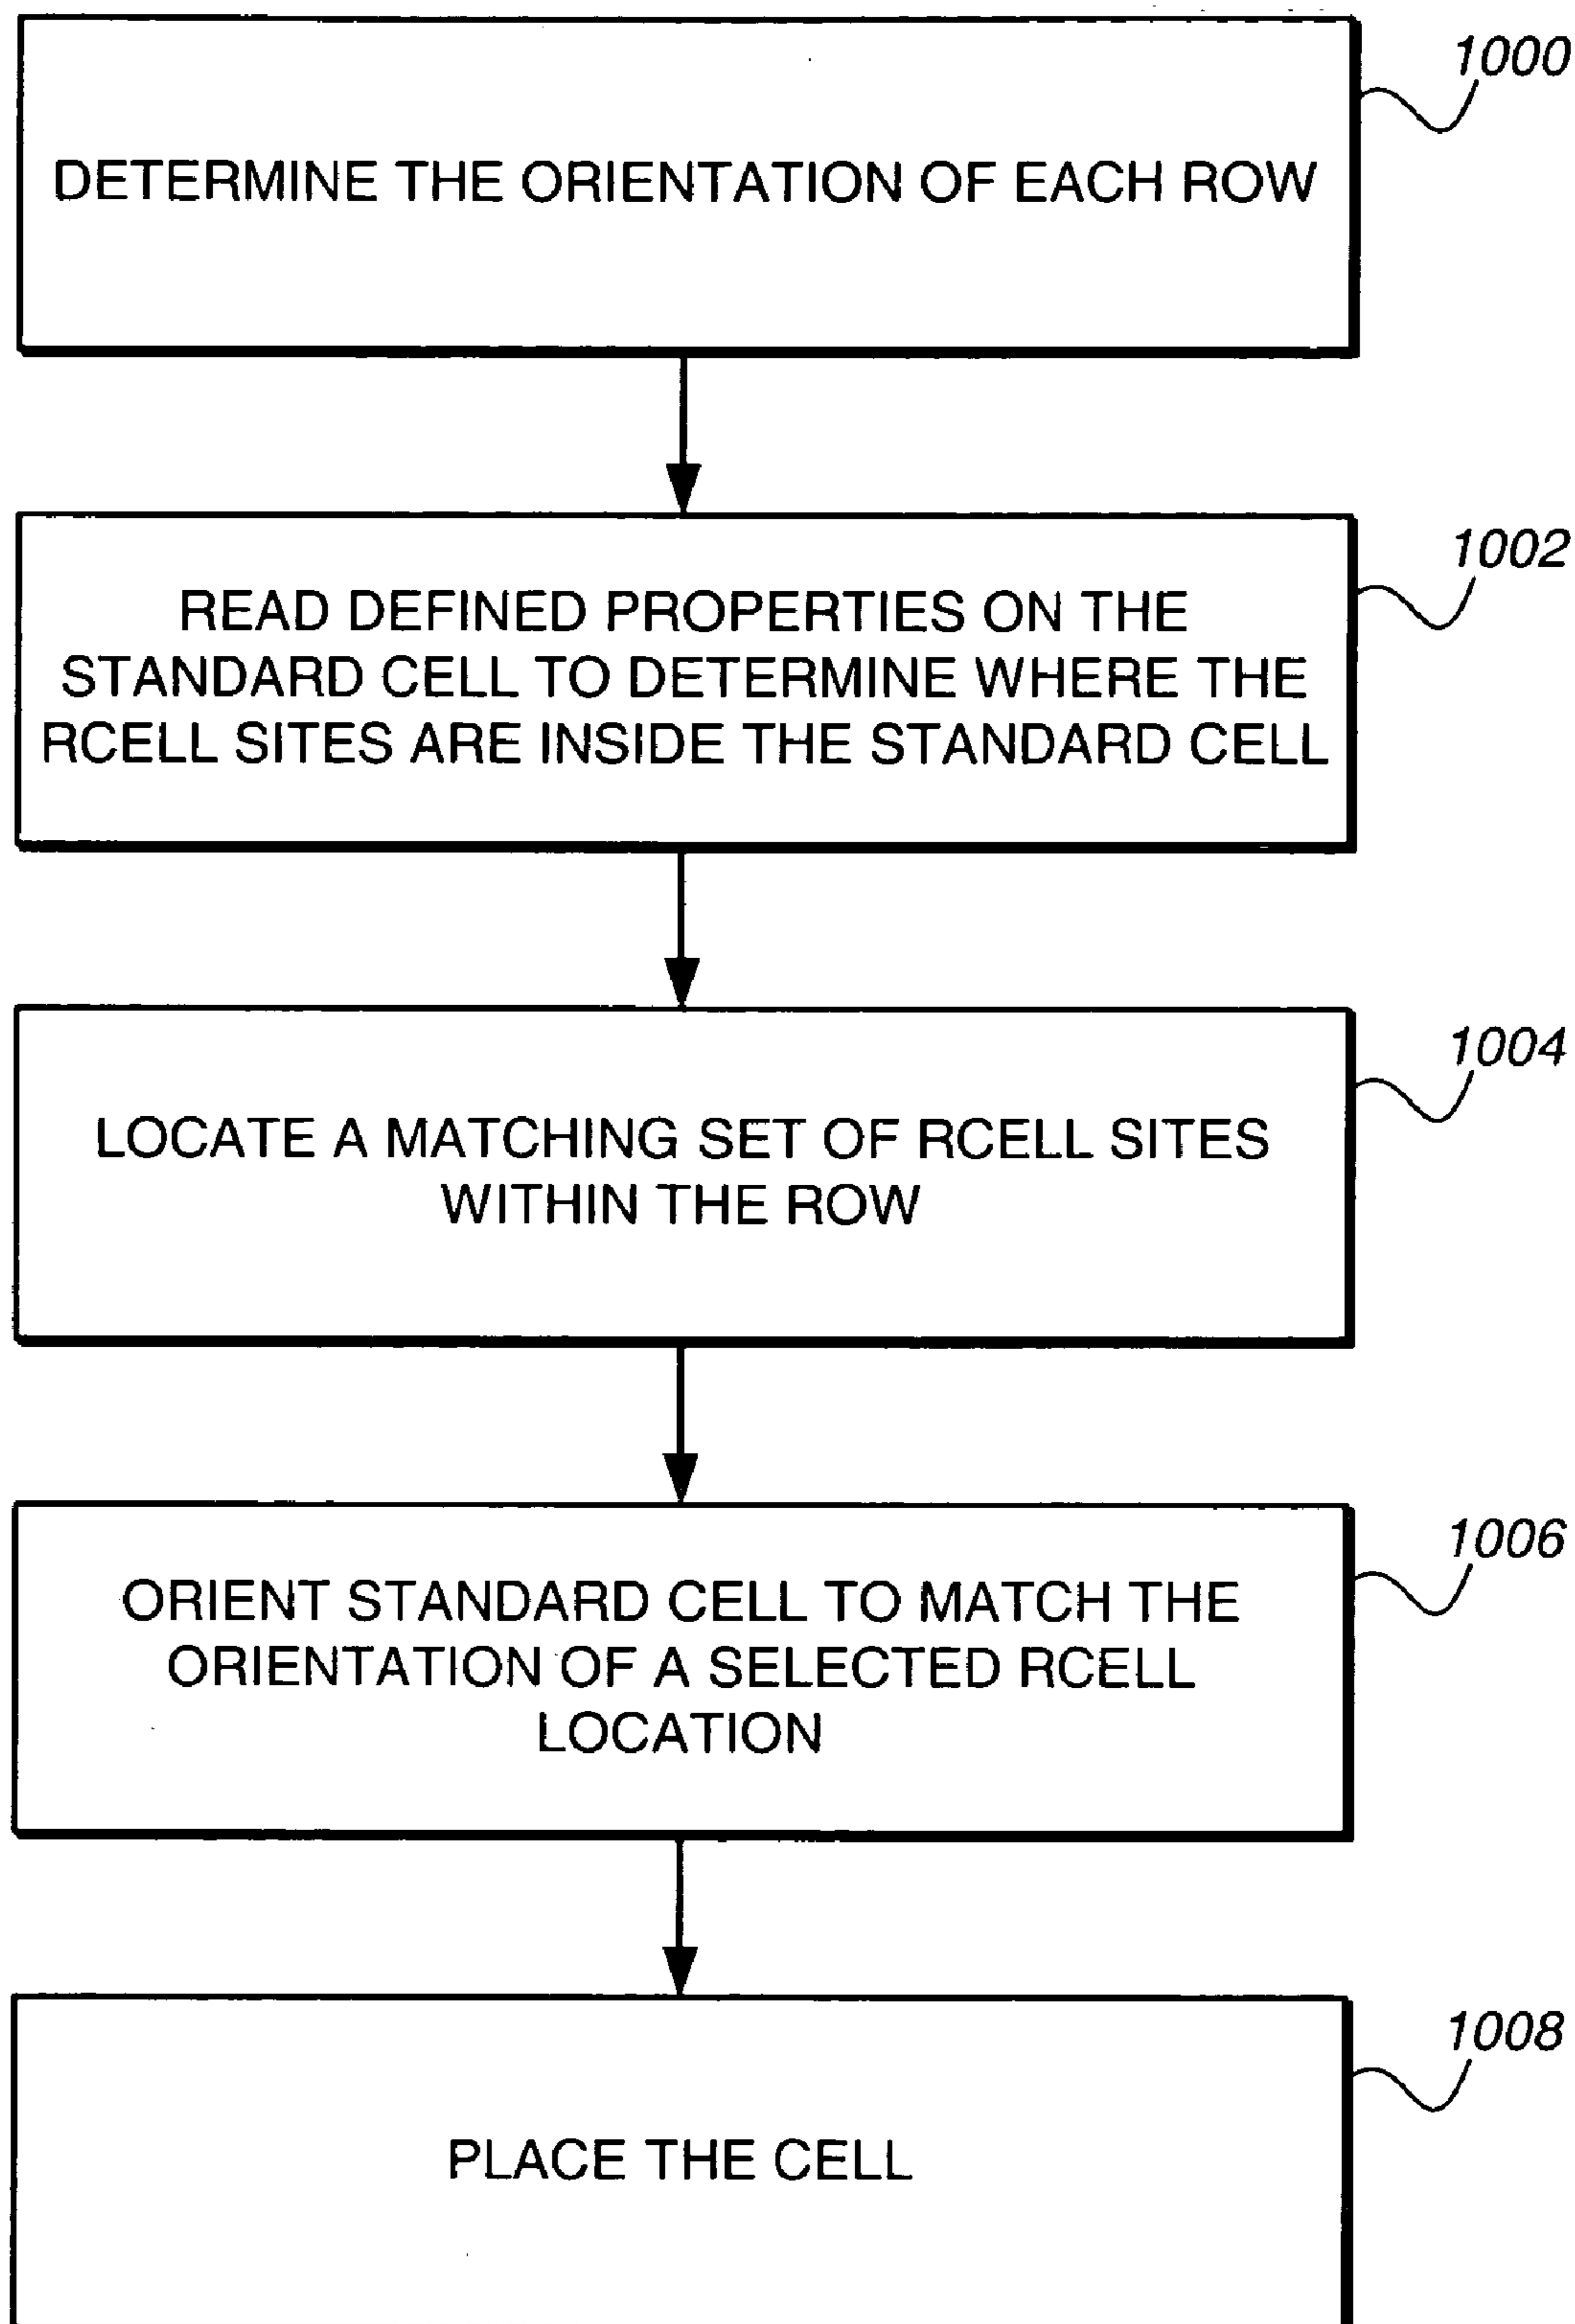 1000
DETERMINE THE ORIENTATION OF EACH ROW
1002
READ DEFINED PROPERTIES ON THE
STANDARD CELL TO DETERMINE WHERE THE
RCELL SITES ARE INSIDE THE STANDARD CELL
1004
LOCATE A MATCHING SET OF RCELL SITES
WITHIN THE ROW
1006
ORIENT STANDARD CELL TO MATCH THE
ORIENTATION OF A SELECTED RCELL
LOCATION
1008
PLACE THE CELL